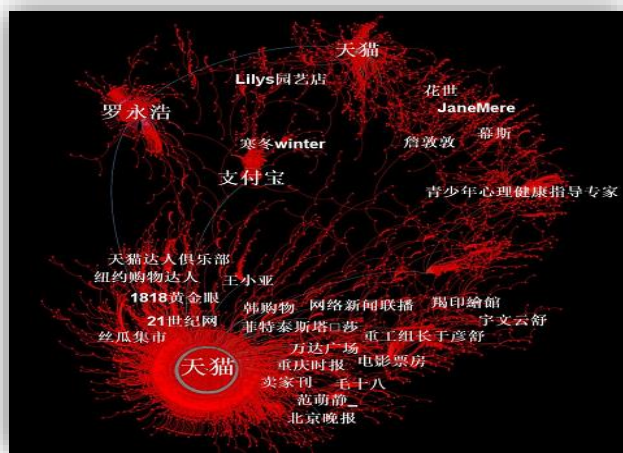 天猫
Lilys园艺店
花世
JaneMere
罗永浩
幕斯
寒冬winter
詹敦敦
支付宝
青少年心理健康指导专家
天猫达人俱乐部
纽约购物达人
王小亚
1818黄金眼
韩购物
网络新闻联播
羯印繪館
21世纪网
菲特泰斯塔□莎
宇文云舒
丝瓜集市
重工组长于彦舒
万达广场
天猫
重庆时报
电影票房
卖家刊
毛十八
范萌静_
北京晚报